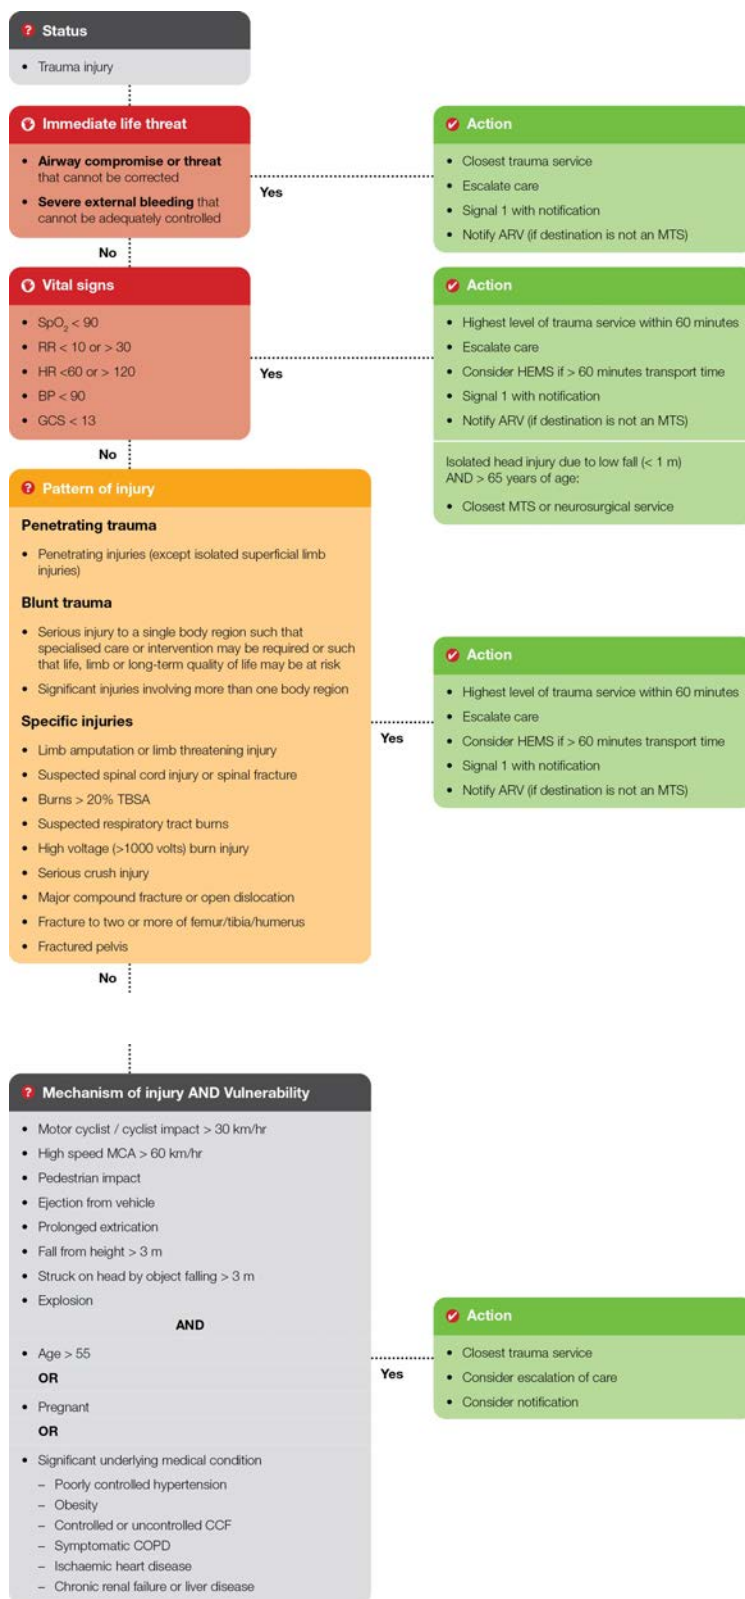 Status
• Trauma injury
Immediate life threat
• Airway compromise or threat
that cannot be corrected
• Severe external bleeding that
cannot be adequately controlled
Yes
Action
• Closest trauma service
• Escalate care
• Signal 1 with notification
• Notify ARV (if destination is not an MTS)
No
Vital signs
• SpO₂ < 90
• RR < 10 or > 30
• HR <60 or > 120
• BP < 90
• GCS < 13
Yes
Action
• Highest level of trauma service within 60 minutes
• Escalate care
• Consider HEMS if > 60 minutes transport time
• Signal 1 with notification
• Notify ARV (if destination is not an MTS)
Isolated head injury due to low fall (< 1 m)
AND > 65 years of age:
• Closest MTS or neurosurgical service
No
Pattern of injury
Penetrating trauma
• Penetrating injuries (except isolated superficial limb
injuries)
Blunt trauma
• Serious injury to a single body region such that
specialised care or intervention may be required or such
that life, limb or long-term quality of life may be at risk
• Significant injuries involving more than one body region
Specific injuries
• Limb amputation or limb threatening injury
• Suspected spinal cord injury or spinal fracture
• Burns > 20% TBSA
• Suspected respiratory tract burns
• High voltage (>1000 volts) burn injury
• Serious crush injury
• Major compound fracture or open dislocation
• Fracture to two or more of femur/tibia/humerus
• Fractured pelvis
Yes
Action
• Highest level of trauma service within 60 minutes
• Escalate care
• Consider HEMS if > 60 minutes transport time
• Signal 1 with notification
• Notify ARV (if destination is not an MTS)
No
Mechanism of injury AND Vulnerability
• Motor cyclist / cyclist impact > 30 km/hr
• High speed MCA > 60 km/hr
• Pedestrian impact
• Ejection from vehicle
• Prolonged extrication
• Fall from height > 3 m
• Struck on head by object falling > 3 m
• Explosion
AND
• Age > 55
OR
• Pregnant
OR
• Significant underlying medical condition
– Poorly controlled hypertension
– Obesity
– Controlled or uncontrolled CCF
– Symptomatic COPD
– Ischaemic heart disease
– Chronic renal failure or liver disease
Yes
Action
• Closest trauma service
• Consider escalation of care
• Consider notification